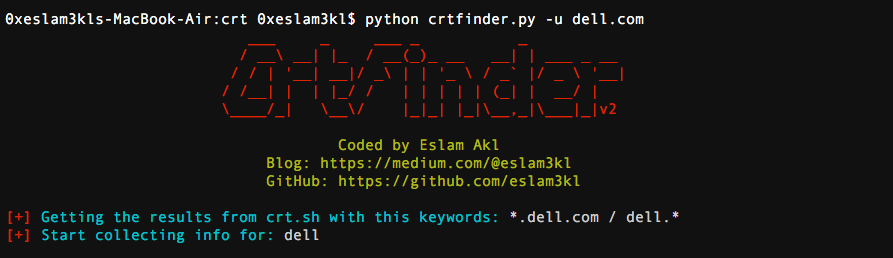 0xeslam3kls-MacBook-Air:crt 0xeslam3kl$ python crtfinder.py -u dell.com
CrtFinder
v2
Coded by Eslam Akl
Blog: https://medium.com/@eslam3kl
GitHub: https://github.com/eslam3kl
[+] Getting the results from crt.sh with this keywords: *.dell.com / dell.*
[+] Start collecting info for: dell